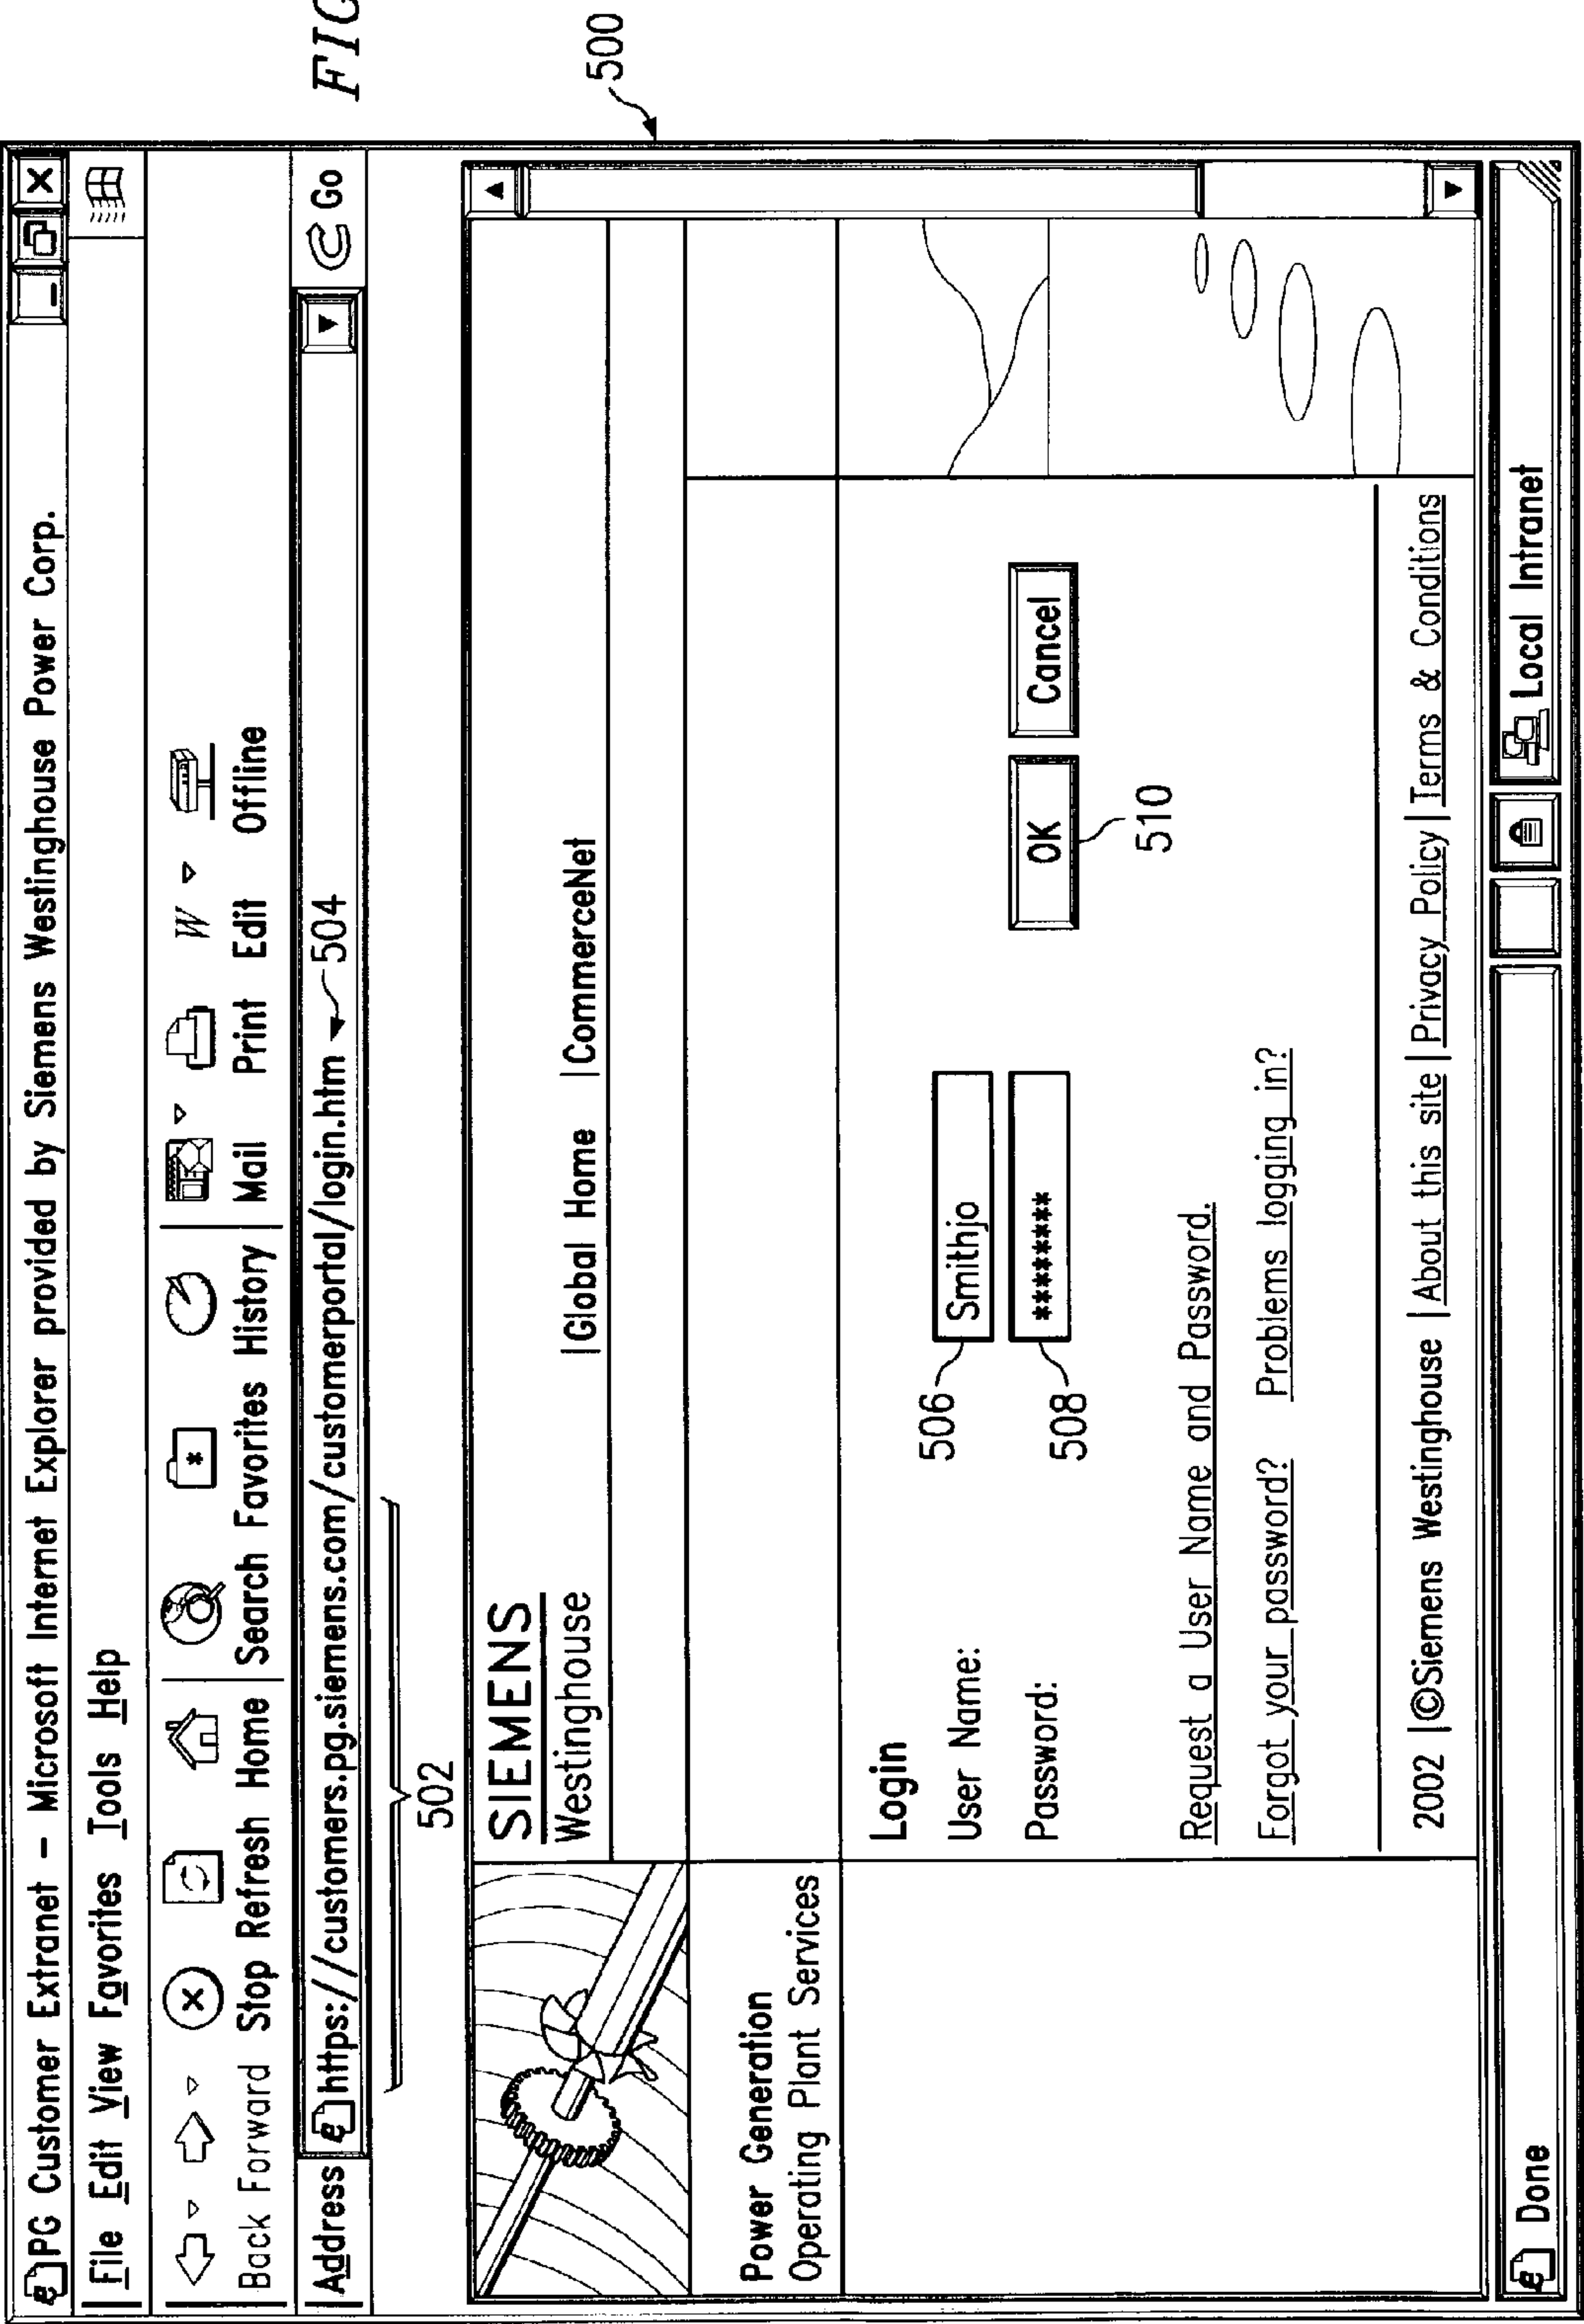 FIG
500
PG Customer Extranet – Microsoft Internet Explorer provided by Siemens Westinghouse Power Corp.
File Edit View Favorites Tools Help
Back Forward Stop Refresh Home Search Favorites History Mail Print Edit Offline
Address https://customers.pg.siemens.com/customerportal/login.htm 504 Go
502
SIEMENS
Westinghouse
|Global Home |CommerceNet
Power Generation
Operating Plant Services
Login
User Name: 506 Smithjo
Password: 508 ******** OK Cancel
510
Request a User Name and Password.
Forgot your password? Problems logging in?
2002 |©Siemens Westinghouse |About this site|Privacy Policy|Terms & Conditions
Done Local Intranet